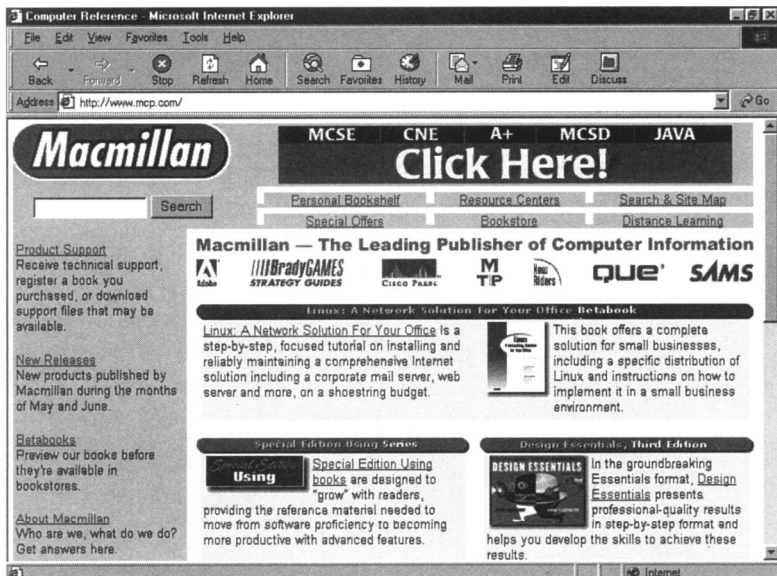 Computer Reference - Microsoft Internet Explorer
File Edit View Favorites Tools Help
Back Forward Stop Refresh Home Search Favorites History Mail Print Edit Discuss
Address http://www.mcp.com/ Go
Macmillan
MCSE CNE A+ MCSD JAVA
Click Here!
Search
Personal Bookshelf Resource Centers Search & Site Map
Special Offers Bookstore Distance Learning
Product Support
Receive technical support,
register a book you
purchased, or download
support files that may be
available.
New Releases
New products published by
Macmillan during the months
of May and June.
Betabooks
Preview our books before
they're available in
bookstores.
About Macmillan
Who are we, what do we do?
Get answers here.
Macmillan — The Leading Publisher of Computer Information
Adobe
BradyGAMES
STRATEGY GUIDES
CISCO PRESS
MTP
New
Riders
QUE
SAMS
Linux: A Network Solution For Your Office Betabook
Linux: A Network Solution For Your Office is a
step-by-step, focused tutorial on installing and
reliably maintaining a comprehensive Internet
solution including a corporate mail server, web
server and more, on a shoestring budget.
Linux
This book offers a complete
solution for small businesses,
including a specific distribution of
Linux and instructions on how to
implement it in a small business
environment.
Special Edition Using Series
Special Edition
Using
Special Edition Using
books are designed to
"grow" with readers,
providing the reference material needed to
move from software proficiency to becoming
more productive with advanced features.
Design Essentials, Third Edition
DESIGN ESSENTIALS
In the groundbreaking
Essentials format, Design
Essentials presents
professional-quality results
in step-by-step format and
helps you develop the skills to achieve these
results.
Internet